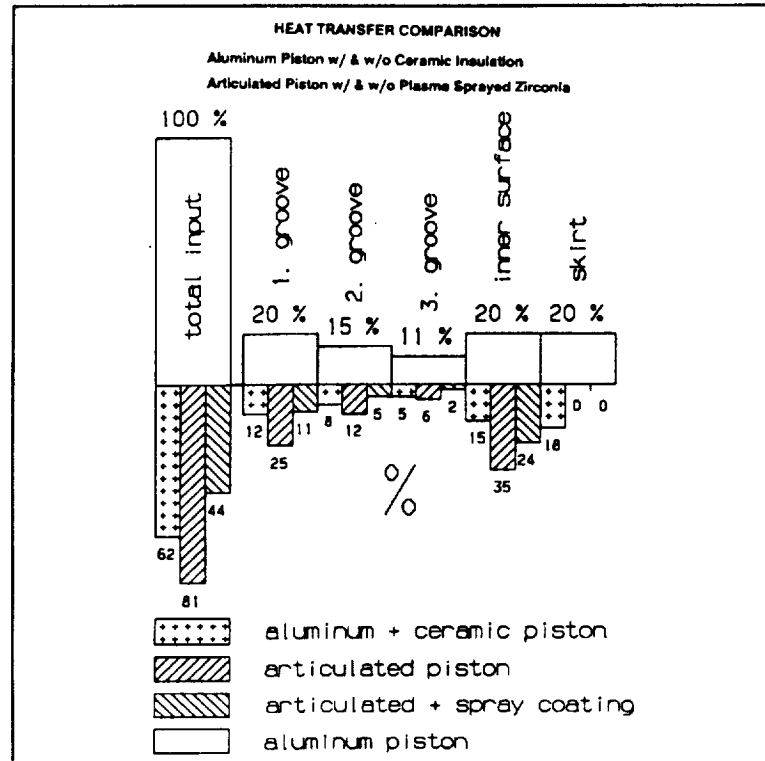 HEAT TRANSFER COMPARISON
Aluminum Piston w/ & w/o Ceramic Insulation
Articulated Piston w/ & w/o Plasme Sprayed Zirconia
100 %
total input
1. groove
2. groove
3. groove
inner surface
skirt
20 %
15 %
11 %
20 %
20 %
62
81
44
12
25
11
8
12
5
5
6
2
15
35
24
18
0
0
%
aluminum + ceramic piston
articulated piston
articulated + spray coating
aluminum piston